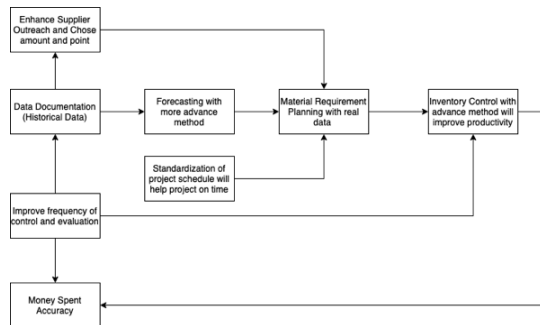 Enhance Supplier
Outreach and Chose
amount and point
Data Documentation
(Historical Data)
Forecasting with
more advance
method
Material Requirement
Planning with real
data
Inventory Control with
advance method will
improve productivity
Standardization of
project schedule will
help project on time
Improve frequency of
control and evaluation
Money Spent
Accuracy